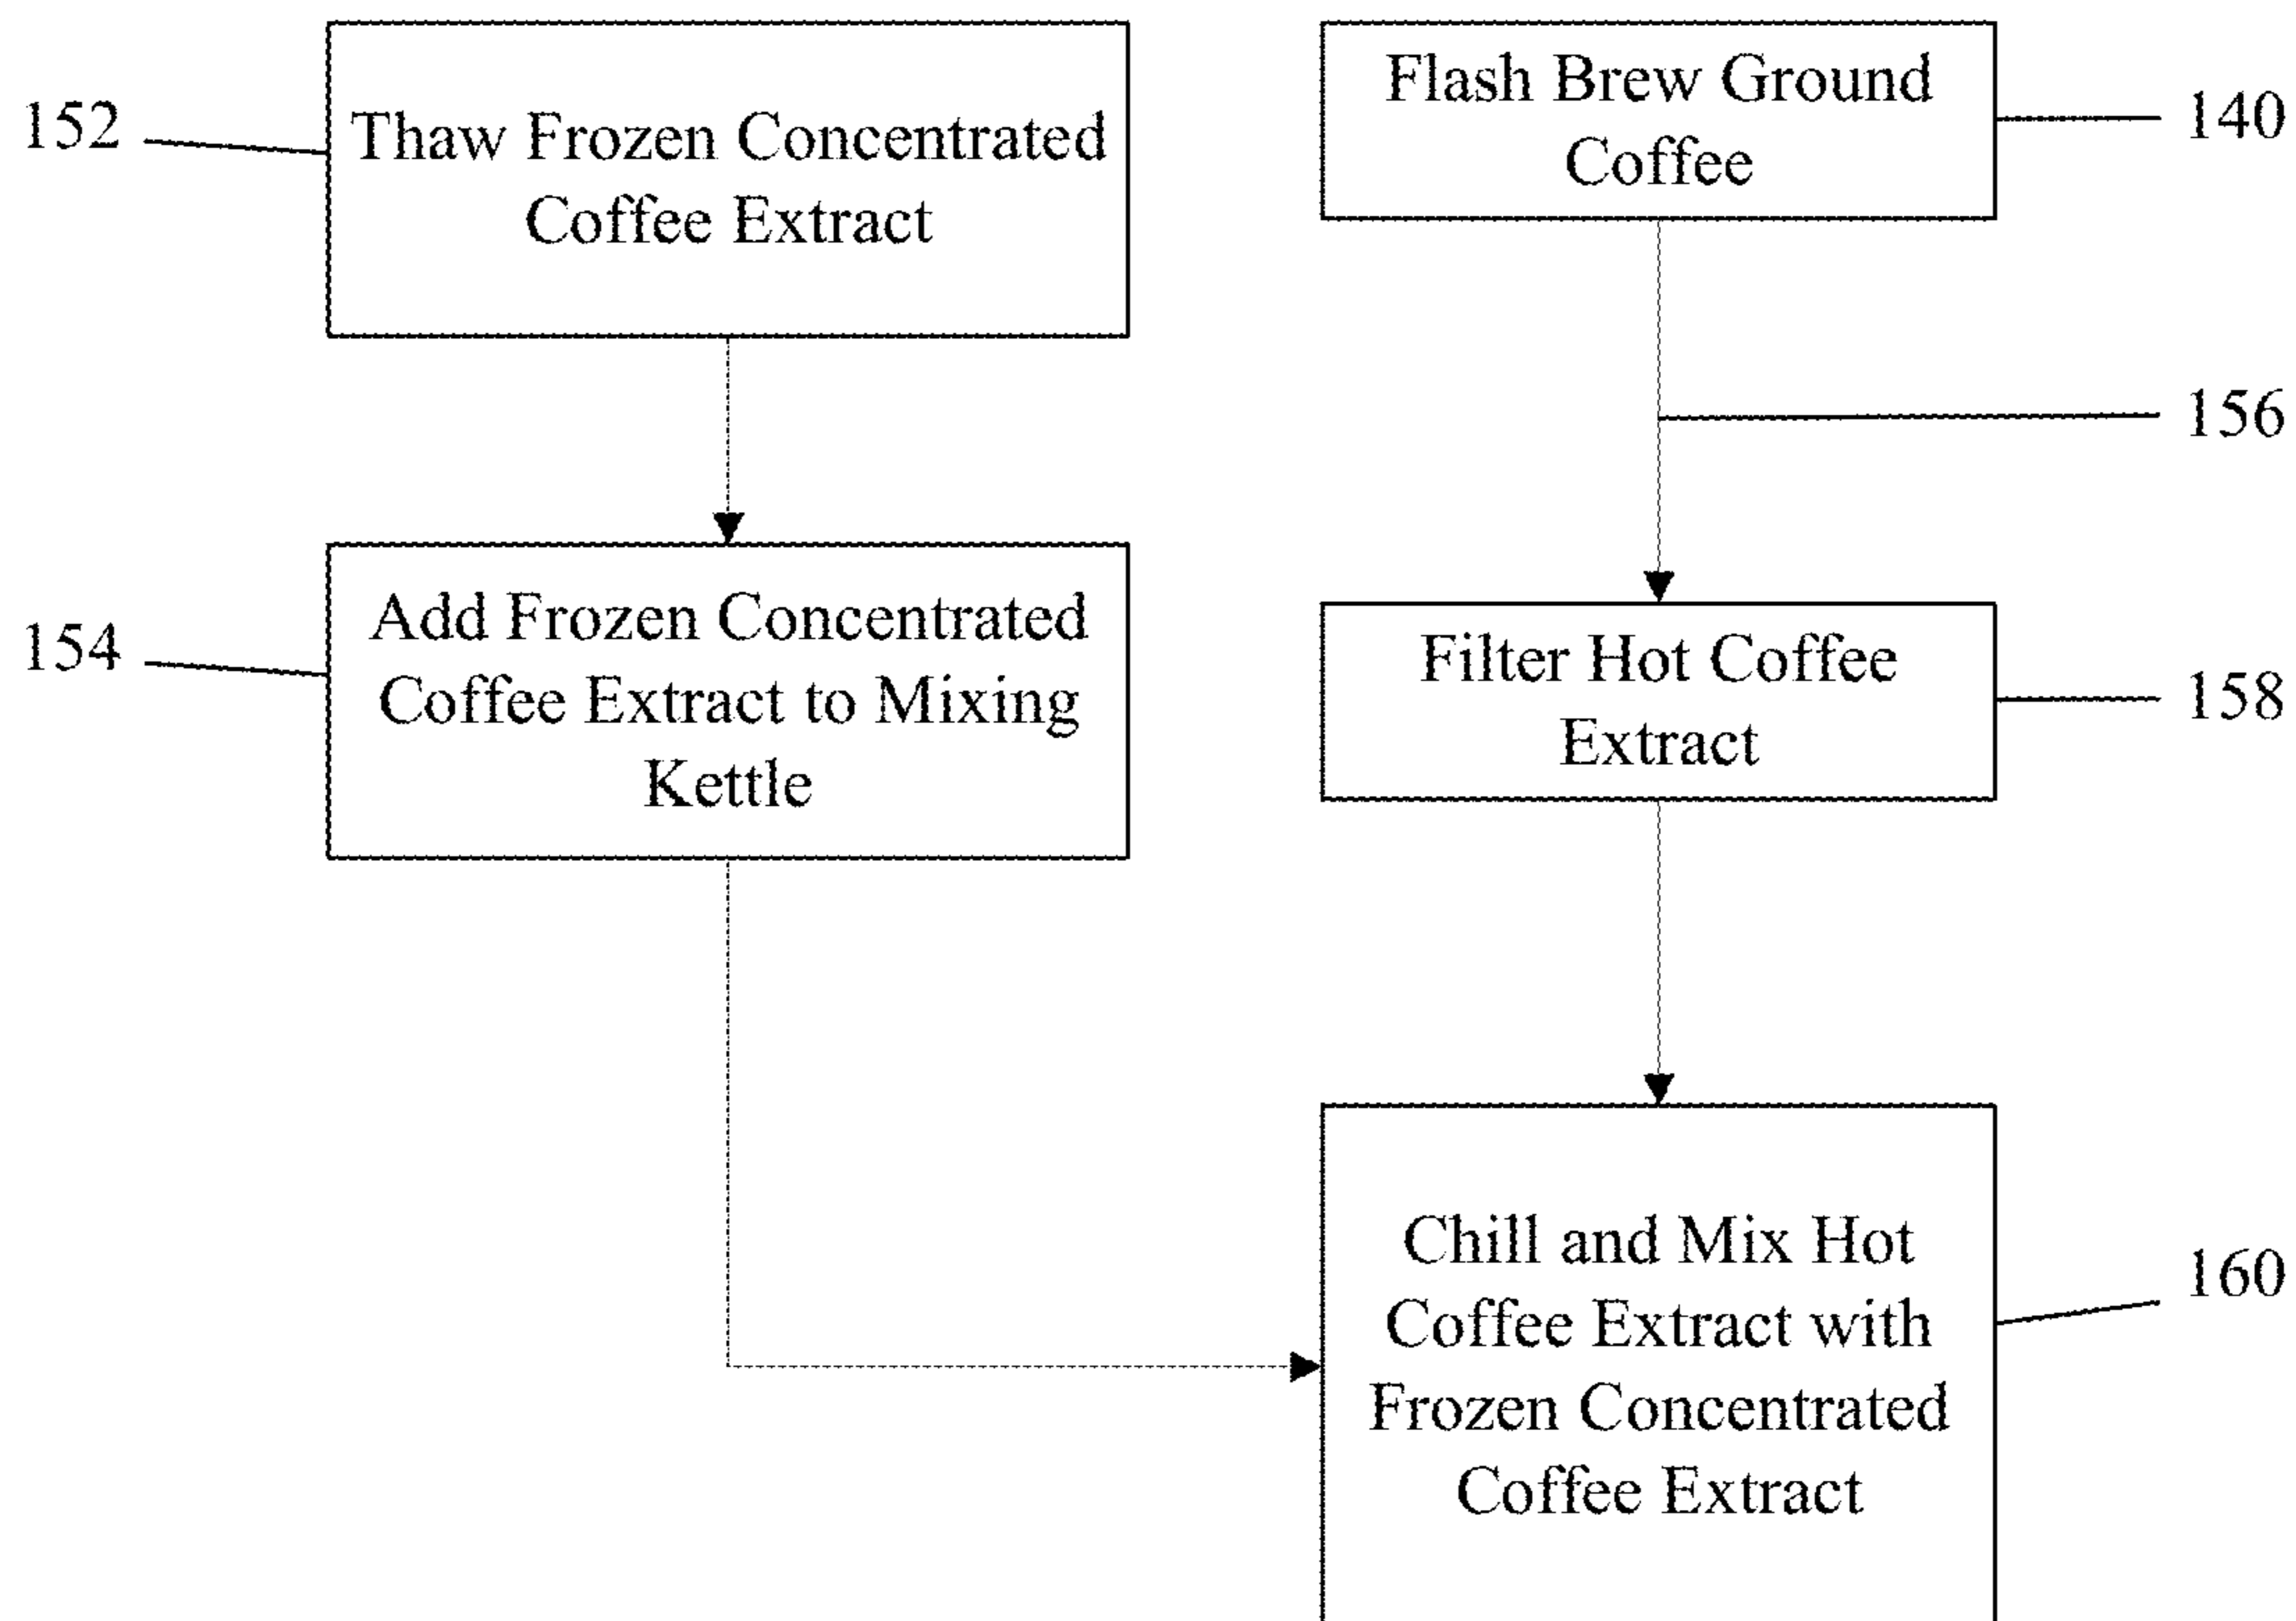 152
Thaw Frozen Concentrated
Coffee Extract
Flash Brew Ground
Coffee
140
156
154
Add Frozen Concentrated
Coffee Extract to Mixing
Kettle
Filter Hot Coffee
Extract
158
Chill and Mix Hot
Coffee Extract with
Frozen Concentrated
Coffee Extract
160